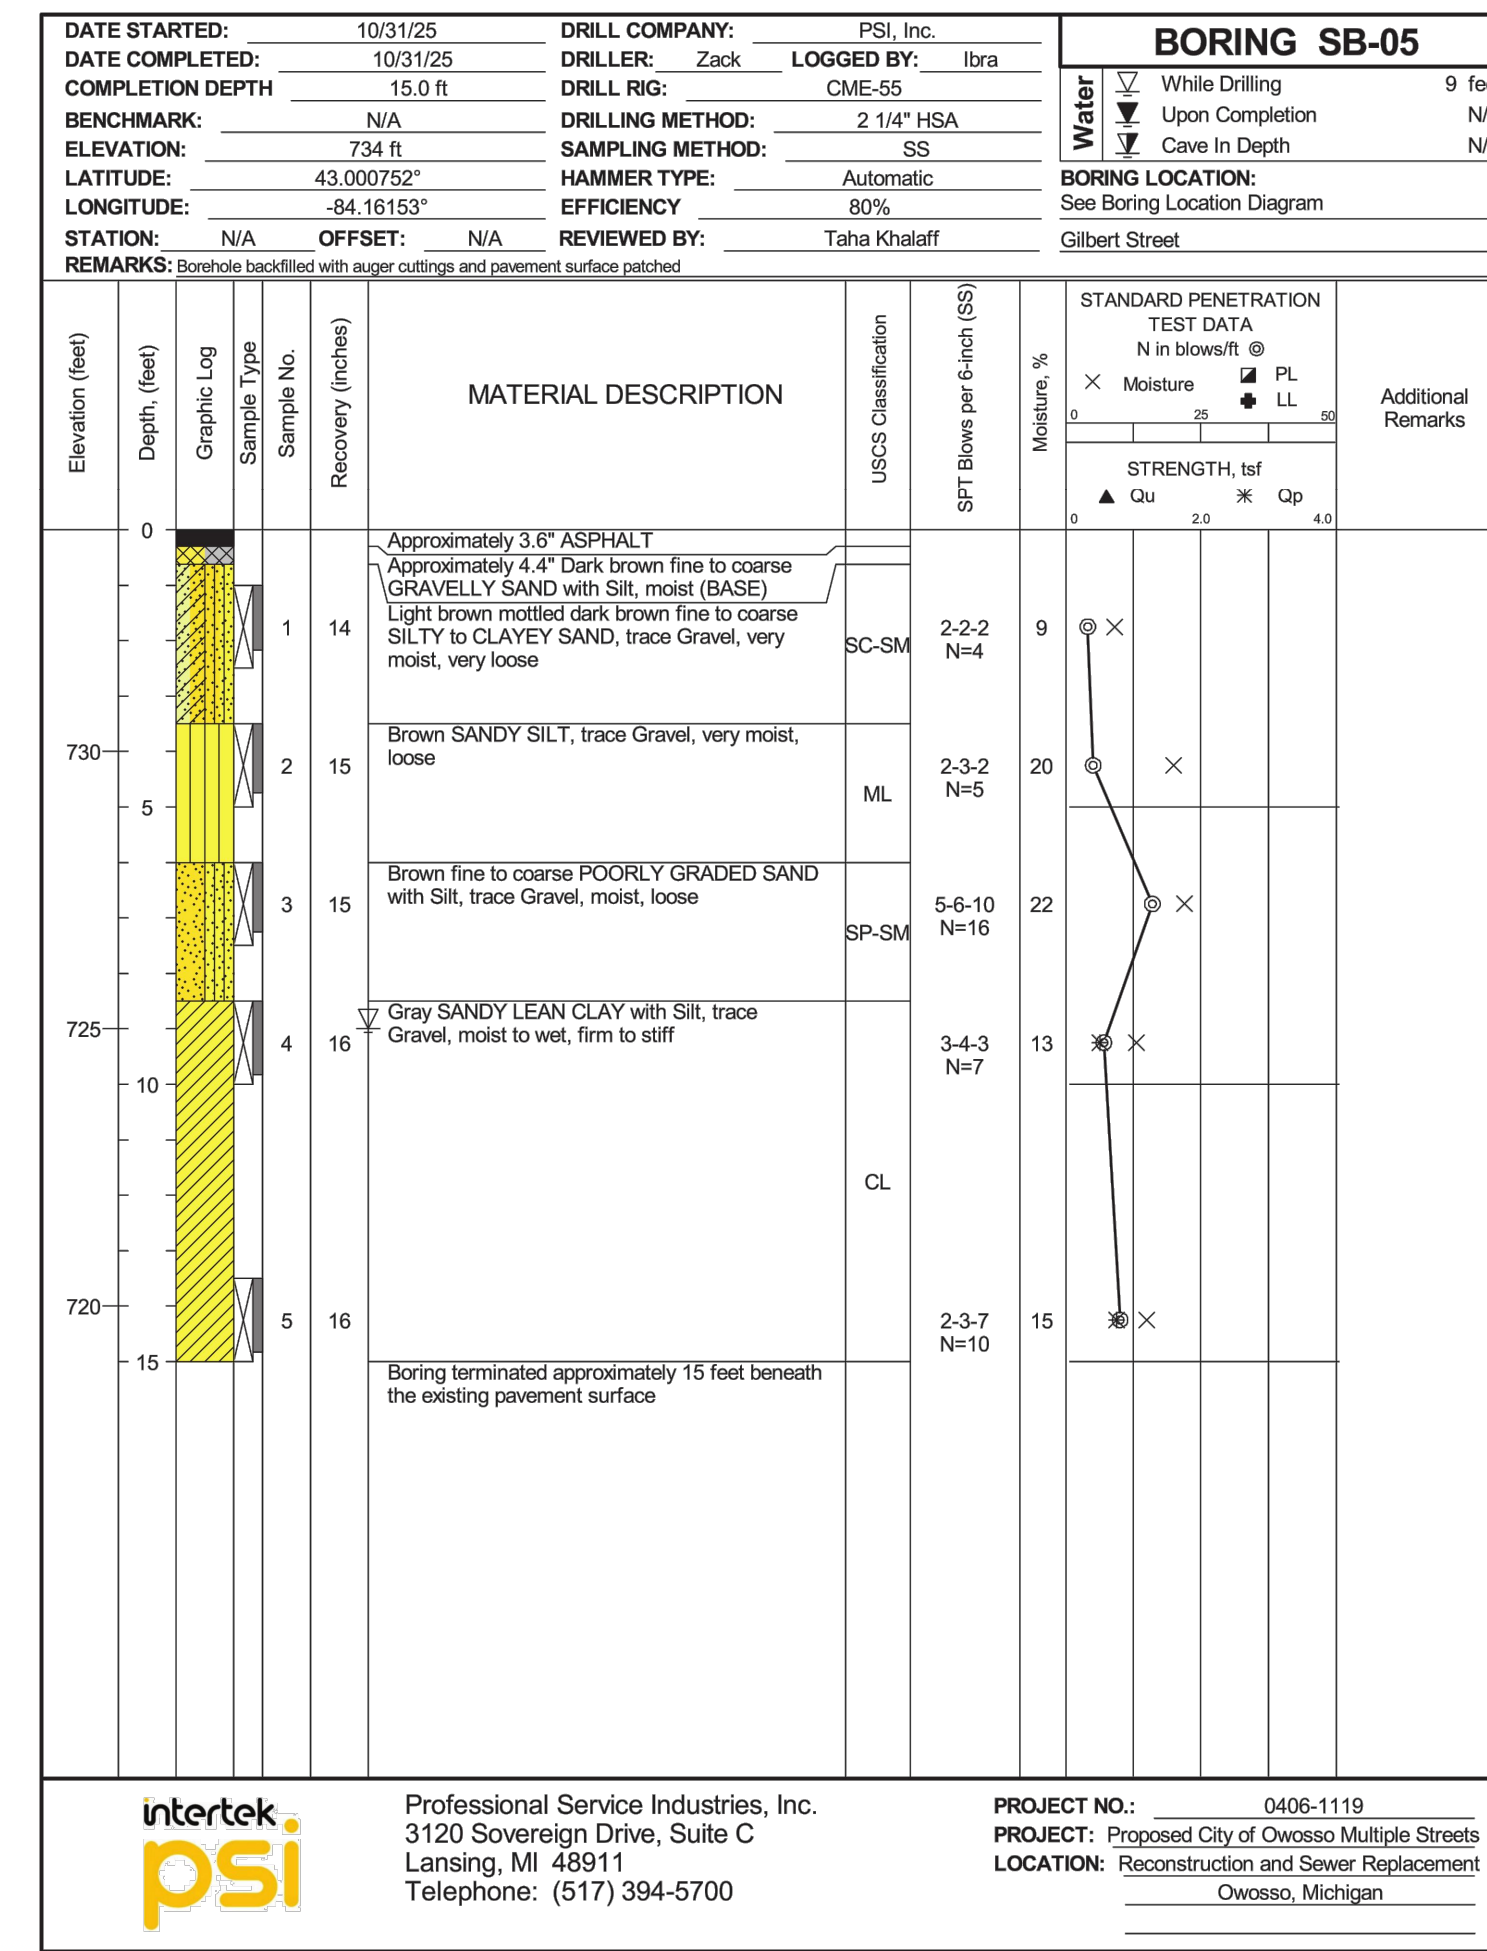 DATE STARTED: 10/31/25 DRILL COMPANY: PSI, Inc. BORING SB-05
DATE COMPLETED: 10/31/25 DRILLER: Zack LOGGED BY: Ibra
COMPLETION DEPTH 15.0 ft DRILL RIG: CME-55
BENCHMARK: N/A DRILLING METHOD: 2 1/4" HSA
ELEVATION: 734 ft SAMPLING METHOD: SS
LATITUDE: 43.000752° HAMMER TYPE: Automatic
LONGITUDE: -84.16153° EFFICIENCY 80%
STATION: N/A OFFSET: N/A REVIEWED BY: Taha Khalaff
REMARKS: Borehole backfilled with auger cuttings and pavement surface patched
Water
While Drilling 9 fe
Upon Completion N/
Cave In Depth N/
BORING LOCATION:
See Boring Location Diagram
Gilbert Street
Elevation (feet)
Depth, (feet)
Graphic Log
Sample Type
Sample No.
Recovery (inches)
MATERIAL DESCRIPTION
USCS Classification
SPT Blows per 6-inch (SS)
Moisture, %
STANDARD PENETRATION
TEST DATA
N in blows/ft
Moisture PL
LL
0 25 50
STRENGTH, tsf
Qu Qp
0 2.0 4.0
Additional
Remarks
0
Approximately 3.6" ASPHALT
Approximately 4.4" Dark brown fine to coarse
GRAVELLY SAND with Silt, moist (BASE)
Light brown mottled dark brown fine to coarse
SILTY to CLAYEY SAND, trace Gravel, very
moist, very loose
1 14 SC-SM 2-2-2 9
N=4
730
Brown SANDY SILT, trace Gravel, very moist,
loose
2 15 ML 2-3-2 20
N=5
5
Brown fine to coarse POORLY GRADED SAND
with Silt, trace Gravel, moist, loose
3 15 SP-SM 5-6-10 22
N=16
725
Gray SANDY LEAN CLAY with Silt, trace
Gravel, moist to wet, firm to stiff
4 16 3-4-3 13
N=7
10
CL
720
5 16 2-3-7 15
N=10
15
Boring terminated approximately 15 feet beneath
the existing pavement surface
intertek
psi
Professional Service Industries, Inc.
3120 Sovereign Drive, Suite C
Lansing, MI 48911
Telephone: (517) 394-5700
PROJECT NO.: 0406-1119
PROJECT: Proposed City of Owosso Multiple Streets
LOCATION: Reconstruction and Sewer Replacement
Owosso, Michigan